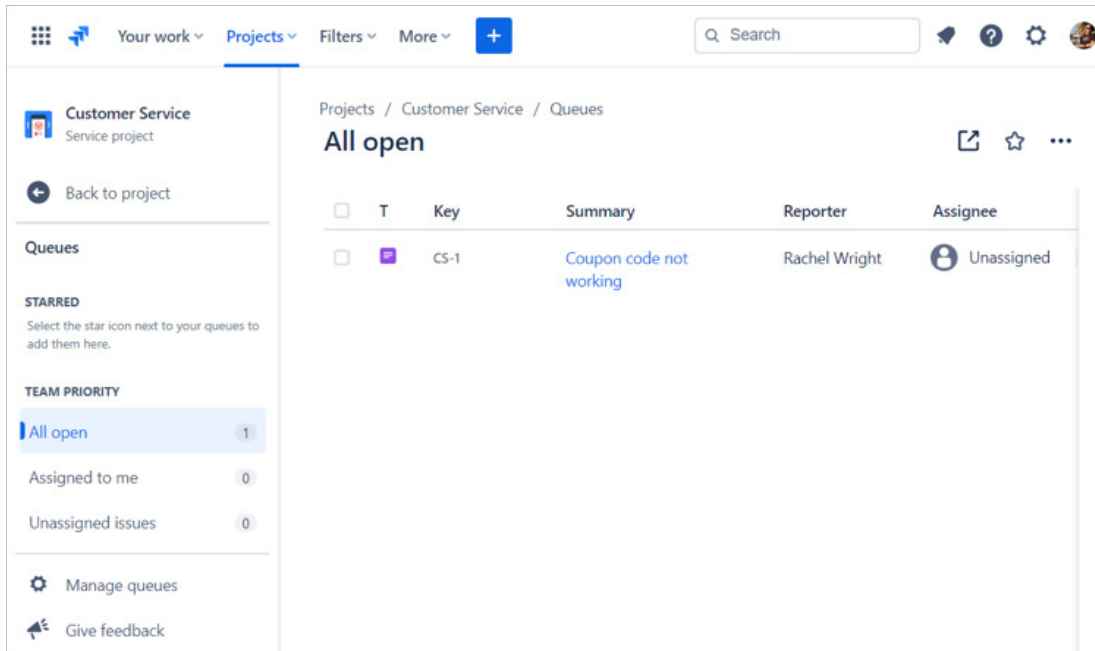 Your work Projects Filters More + Search
Customer Service
Service project
Back to project
Queues
STARRED
Select the star icon next to your queues to
add them here.
TEAM PRIORITY
All open 1
Assigned to me 0
Unassigned issues 0
Manage queues
Give feedback
Projects / Customer Service / Queues
All open
T Key Summary Reporter Assignee
CS-1 Coupon code not Rachel Wright Unassigned
working